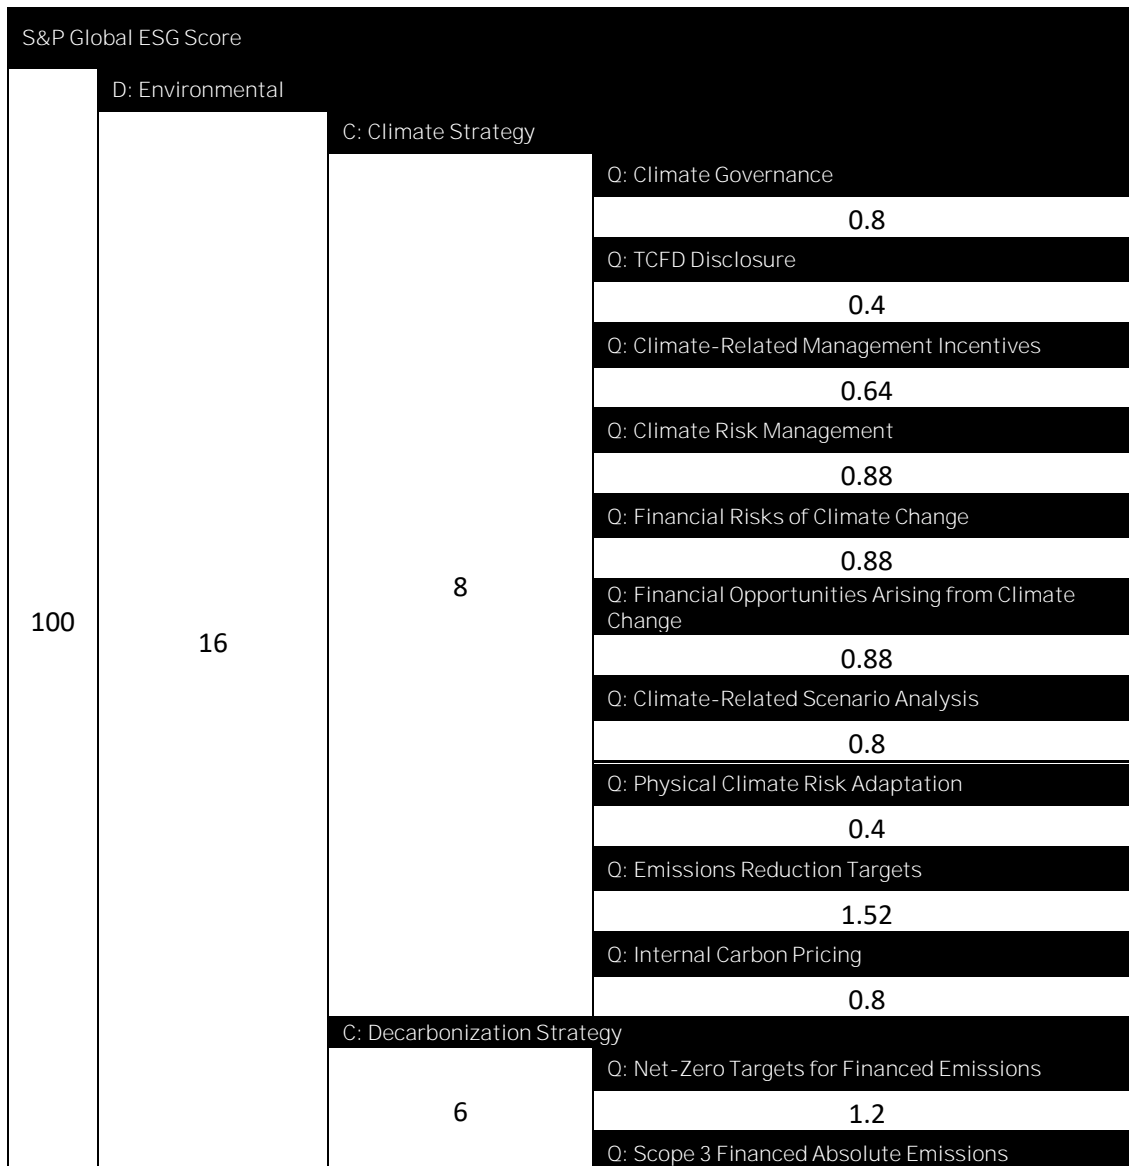 S&P Global ESG Score
D: Environmental
C: Climate Strategy
Q: Climate Governance
0.8
Q: TCFD Disclosure
0.4
Q: Climate-Related Management Incentives
0.64
Q: Climate Risk Management
0.88
Q: Financial Risks of Climate Change
0.88
8
Q: Financial Opportunities Arising from Climate
Change
100
16
0.88
Q: Climate-Related Scenario Analysis
0.8
Q: Physical Climate Risk Adaptation
0.4
Q: Emissions Reduction Targets
1.52
Q: Internal Carbon Pricing
0.8
C: Decarbonization Strategy
Q: Net-Zero Targets for Financed Emissions
6
1.2
Q: Scope 3 Financed Absolute Emissions